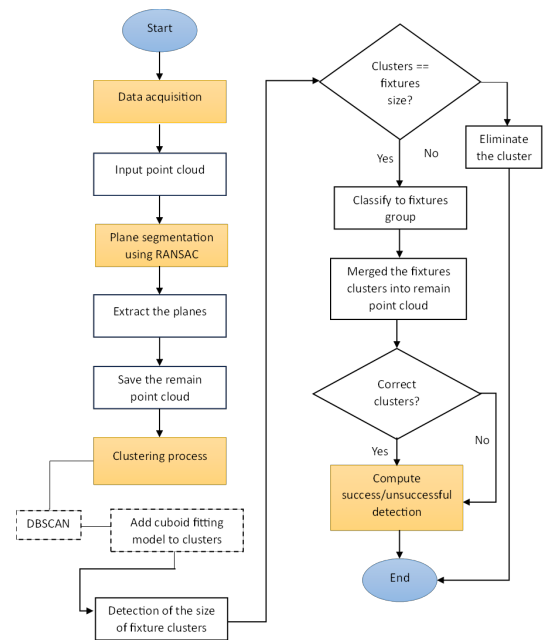 Start
Data acquisition
Input point cloud
Plane segmentation
using RANSAC
Extract the planes
Save the remain
point cloud
Clustering process
DBSCAN
Add cuboid fitting
model to clusters
Detection of the size
of fixture clusters
Clusters ==
fixtures
size?
Yes
No
Eliminate
the cluster
Classify to fixtures
group
Merged the fixtures
clusters into remain
point cloud
Correct
clusters?
Yes
No
Compute
success/unsuccessful
detection
End